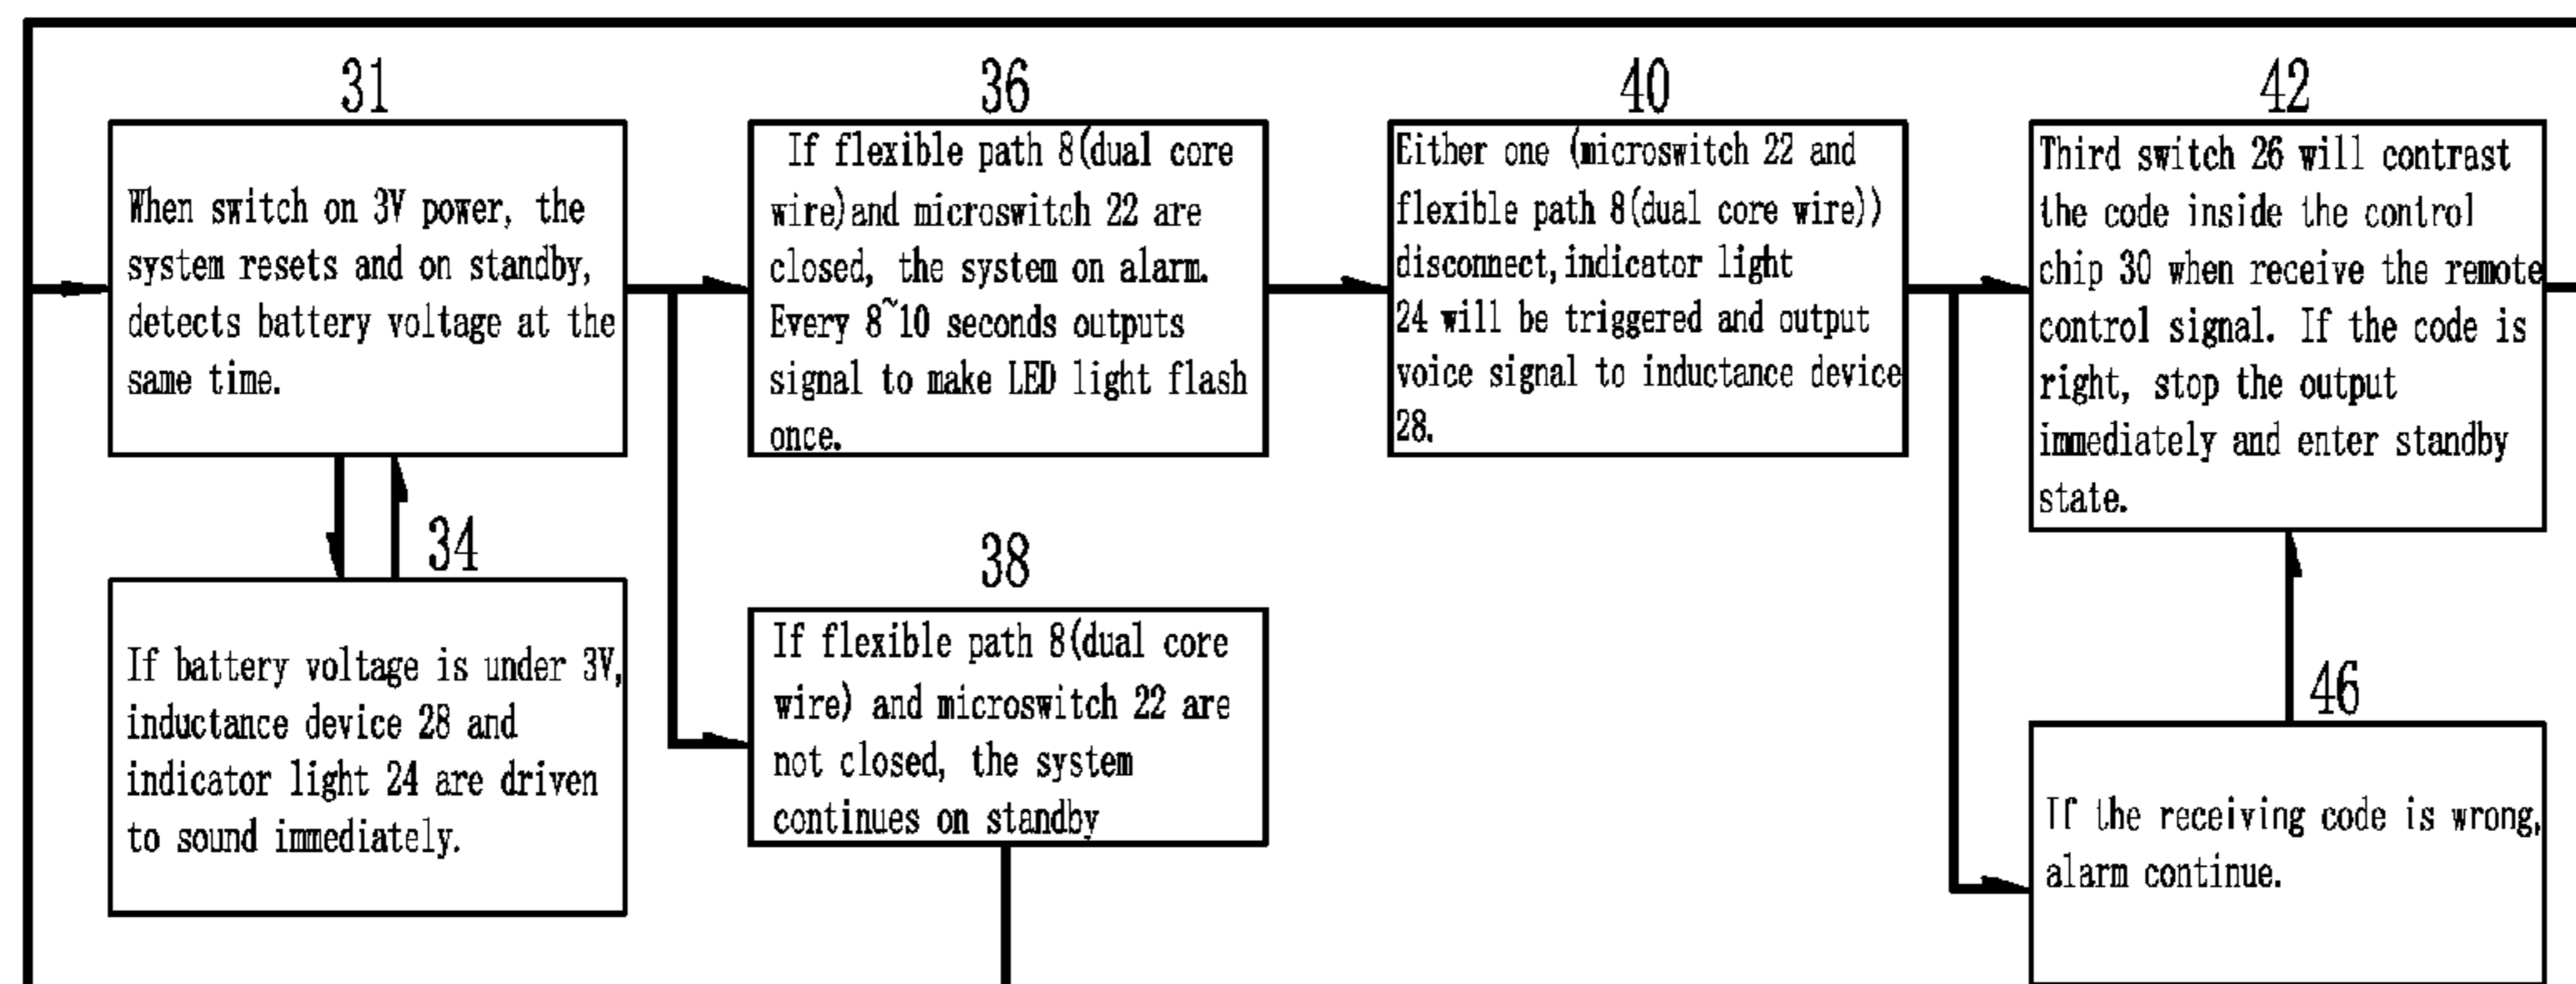 31
When switch on 3V power, the
system resets and on standby,
detects battery voltage at the
same time.
34
If battery voltage is under 3V,
inductance device 28 and
indicator light 24 are driven
to sound immediately.
36
If flexible path 8(dual core
wire)and microswitch 22 are
closed, the system on alarm.
Every 8~10 seconds outputs
signal to make LED light flash
once.
38
If flexible path 8(dual core
wire) and microswitch 22 are
not closed, the system
continues on standby
40
Either one (microswitch 22 and
flexible path 8(dual core wire))
disconnect,indicator light
24 will be triggered and output
voice signal to inductance device
28.
42
Third switch 26 will contrast
the code inside the control
chip 30 when receive the remote
control signal. If the code is
right, stop the output
immediately and enter standby
state.
46
If the receiving code is wrong,
alarm continue.